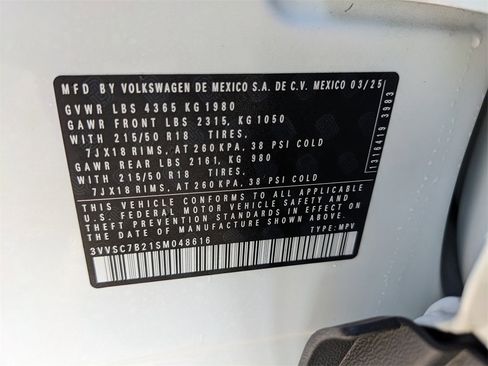 MFD BY VOLKSWAGEN DE MEXICO S.A. DE C.V. MEXICO 03/25
GVWR LBS 4365 KG 1980
GAWR FRONT LBS 2315, KG 1050
WITH 215/50 R18 TIRES,
7JX18 RIMS, AT 260 KPA, 38 PSI COLD
GAWR REAR LBS 2161, KG 980
WITH 215/50 R18 TIRES,
7JX18 RIMS, AT 260 KPA, 38 PSI COLD
THIS VEHICLE CONFORMS TO ALL APPLICABLE
U.S. FEDERAL MOTOR VEHICLE SAFETY AND
THEFT PREVENTION STANDARDS IN EFFECT ON
THE DATE OF MANUFACTURE SHOWN ABOVE.
3VVSC7B21SM048616
TYPE: MPV
1316419 3983